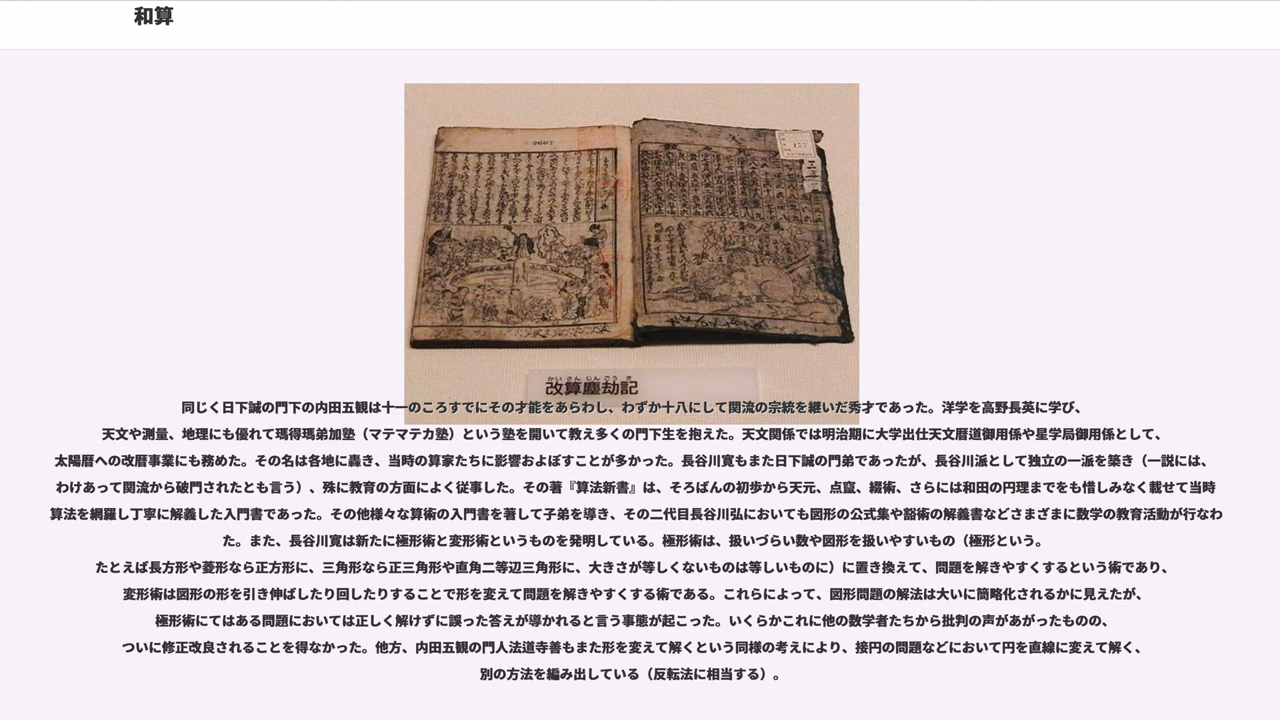 和算
2687
177
かいさんじんごうき
改算塵劫記
同じく日下誠の門下の内田五観は十一のころすでにその才能をあらわし、わずか十八にして関流の宗統を継いだ秀才であった。洋学を高野長英に学び、
天文や測量、地理にも優れて瑪得瑪弟加塾（マテマテカ塾）という塾を開いて教え多くの門下生を抱えた。天文関係では明治期に大学出仕天文暦道御用係や星学局御用係として、
太陽暦への改暦事業にも務めた。その名は各地に轟き、当時の算家たちに影響およぼすことが多かった。長谷川寛もまた日下誠の門弟であったが、長谷川派として独立の一派を築き（一説には、
わけあって関流から破門されたとも言う）、殊に教育の方面によく従事した。その著『算法新書』は、そろばんの初歩から天元、点竄、綴術、さらには和田の円理までをも惜しみなく載せて当時
算法を網羅し丁寧に解義した入門書であった。その他様々な算術の入門書を著して子弟を導き、その二代目長谷川弘においても図形の公式集や豁術の解義書などさまざまに数学の教育活動が行なわ
た。また、長谷川寛は新たに極形術と変形術というものを発明している。極形術は、扱いづらい数や図形を扱いやすいもの（極形という。
たとえば長方形や菱形なら正方形に、三角形なら正三角形や直角二等辺三角形に、大きさが等しくないものは等しいものに）に置き換えて、問題を解きやすくするという術であり、
変形術は図形の形を引き伸ばしたり回したりすることで形を変えて問題を解きやすくする術である。これらによって、図形問題の解法は大いに簡略化されるかに見えたが、
極形術にてはある問題においては正しく解けずに誤った答えが導かれると言う事態が起こった。いくらかこれに他の数学者たちから批判の声があがったものの、
ついに修正改良されることを得なかった。他方、内田五観の門人法道寺善もまた形を変えて解くという同様の考えにより、接円の問題などにおいて円を直線に変えて解く、
別の方法を編み出している（反転法に相当する）。